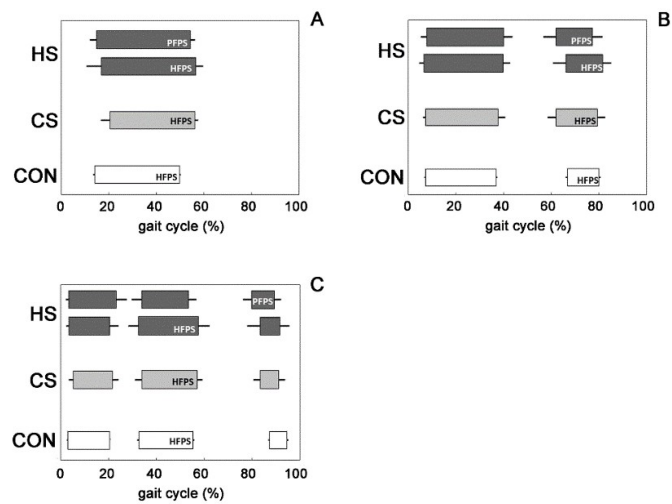 A
HS
PFPS
HFPS
CS
HFPS
CON
HFPS
0 20 40 60 80 100
gait cycle (%)
B
HS
PFPS
HFPS
CS
HFPS
CON
HFPS
0 20 40 60 80 100
gait cycle (%)
C
HS
PFPS
HFPS
CS
HFPS
CON
HFPS
0 20 40 60 80 100
gait cycle (%)